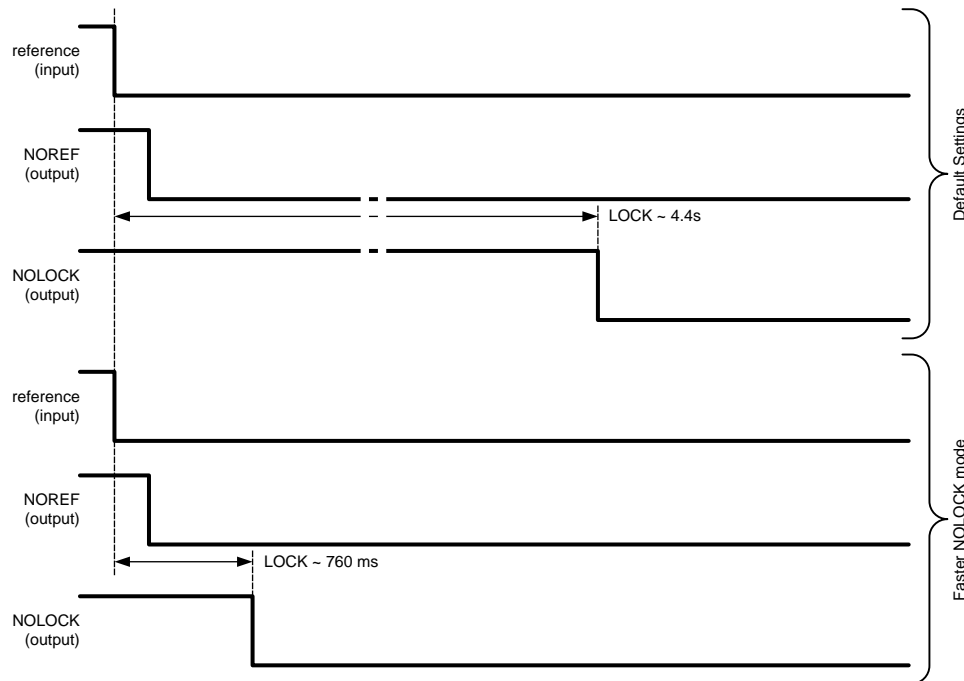 reference
(input)
NOREF
(output)
LOCK ~ 4.4s
NOLOCK
(output)
Default Settings
reference
(input)
NOREF
(output)
LOCK ~ 760 ms
NOLOCK
(output)
Faster NOLOCK mode